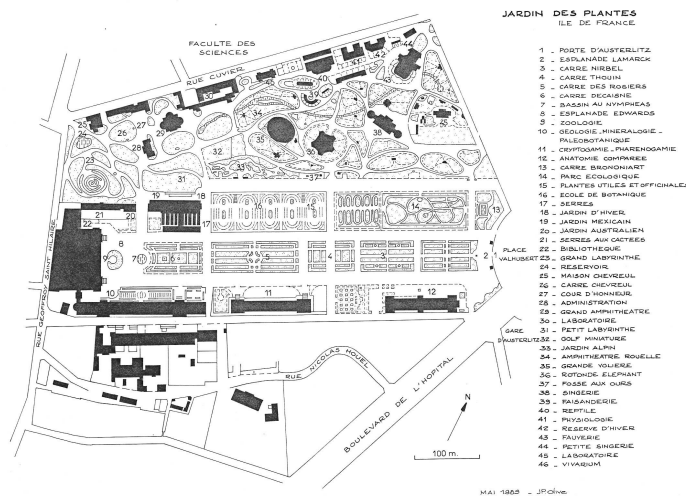 JARDIN DES PLANTES
ILE DE FRANCE
FACULTE DES
SCIENCES
RUE CUVIER
RUE GEOFFROY SAINT HILAIRE
PLACE
VALHUBERT
GARE
D'AUSTERLITZ
RUE NICOLAS HOUEL
BOULEVARD DE L'HOPITAL
N
100 m.
1 _ PORTE D'AUSTERLITZ
2 _ ESPLANADE LAMARCK
3 _ CARRE NIRBEL
4 _ CARRE THOUIN
5 _ CARRE DES ROSIERS
6 _ CARRE DECAISNE
7 _ BASSIN AU NYMPHEAS
8 _ ESPLANADE EDWARDS
9 _ ZOOLOGIE
10 _ GEOLOGIE_MINERALOGIE_
PALEOBOTANIQUE
11 _ CRYPTOGAMIE_PHARENOGAMIE
12 _ ANATOMIE COMPAREE
13 _ CARRE BRONONIART
14 _ PARC ECOLOGIQUE
15 _ PLANTES UTILES ET OFFICINALES
16 _ ECOLE DE BOTANIQUE
17 _ SERRES
18 _ JARDIN D'HIVER
19 _ JARDIN MEXICAIN
20 _ JARDIN AUSTRALIEN
21 _ SERRES AUX CACTEES
22 _ BIBLIOTHEQUE
23 _ GRAND LABYRINTHE
24 _ RESERVOIR
25 _ MAISON CHEVREUL
26 _ CARRE CHEVREUL
27 _ COUR D'HONNEUR
28 _ ADMINISTRATION
29 _ GRAND AMPHITHEATRE
30 _ LABORATOIRE
31 _ PETIT LABYRINTHE
32 _ GOLF MINIATURE
33 _ JARDIN ALPIN
34 _ AMPHITHEATRE ROUELLE
35 _ GRANDE VOLIERE
36 _ ROTONDE ELEPHANT
37 _ FOSSE AUX OURS
38 _ SINGERIE
39 _ FAISANDERIE
40 _ REPTILE
41 _ PHYSIOLOGIE
42 _ RESERVE D'HIVER
43 _ FAUVERIE
44 _ PETITE SINGERIE
45 _ LABORATOIRE
46 _ VIVARIUM
MAI 1989 _ JP.Olive